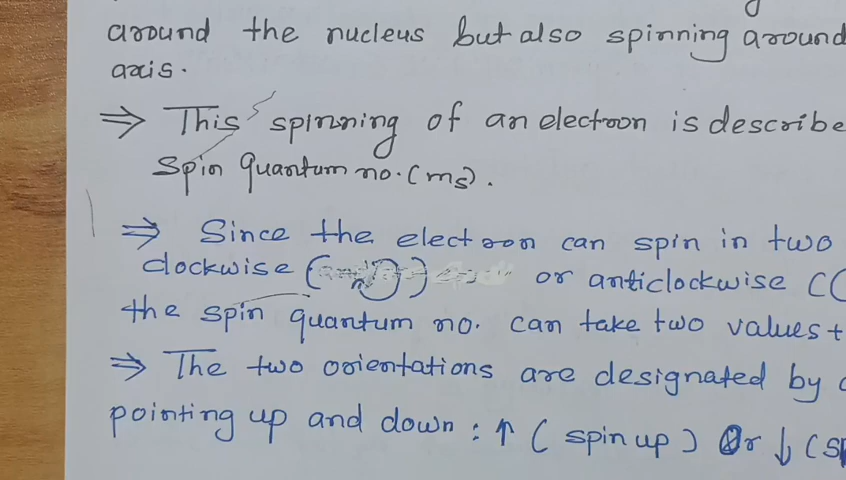 around the nucleus but also spinning around
axis.
⇒ This spinning of an electron is describe
Spin quantum no. (ms).
⇒ Since the electron can spin in two
clockwise ( ) or anticlockwise (
the spin quantum no. can take two values +
⇒ The two orientations are designated by a
pointing up and down : ↑ ( spin up ) Or ↓ (sp